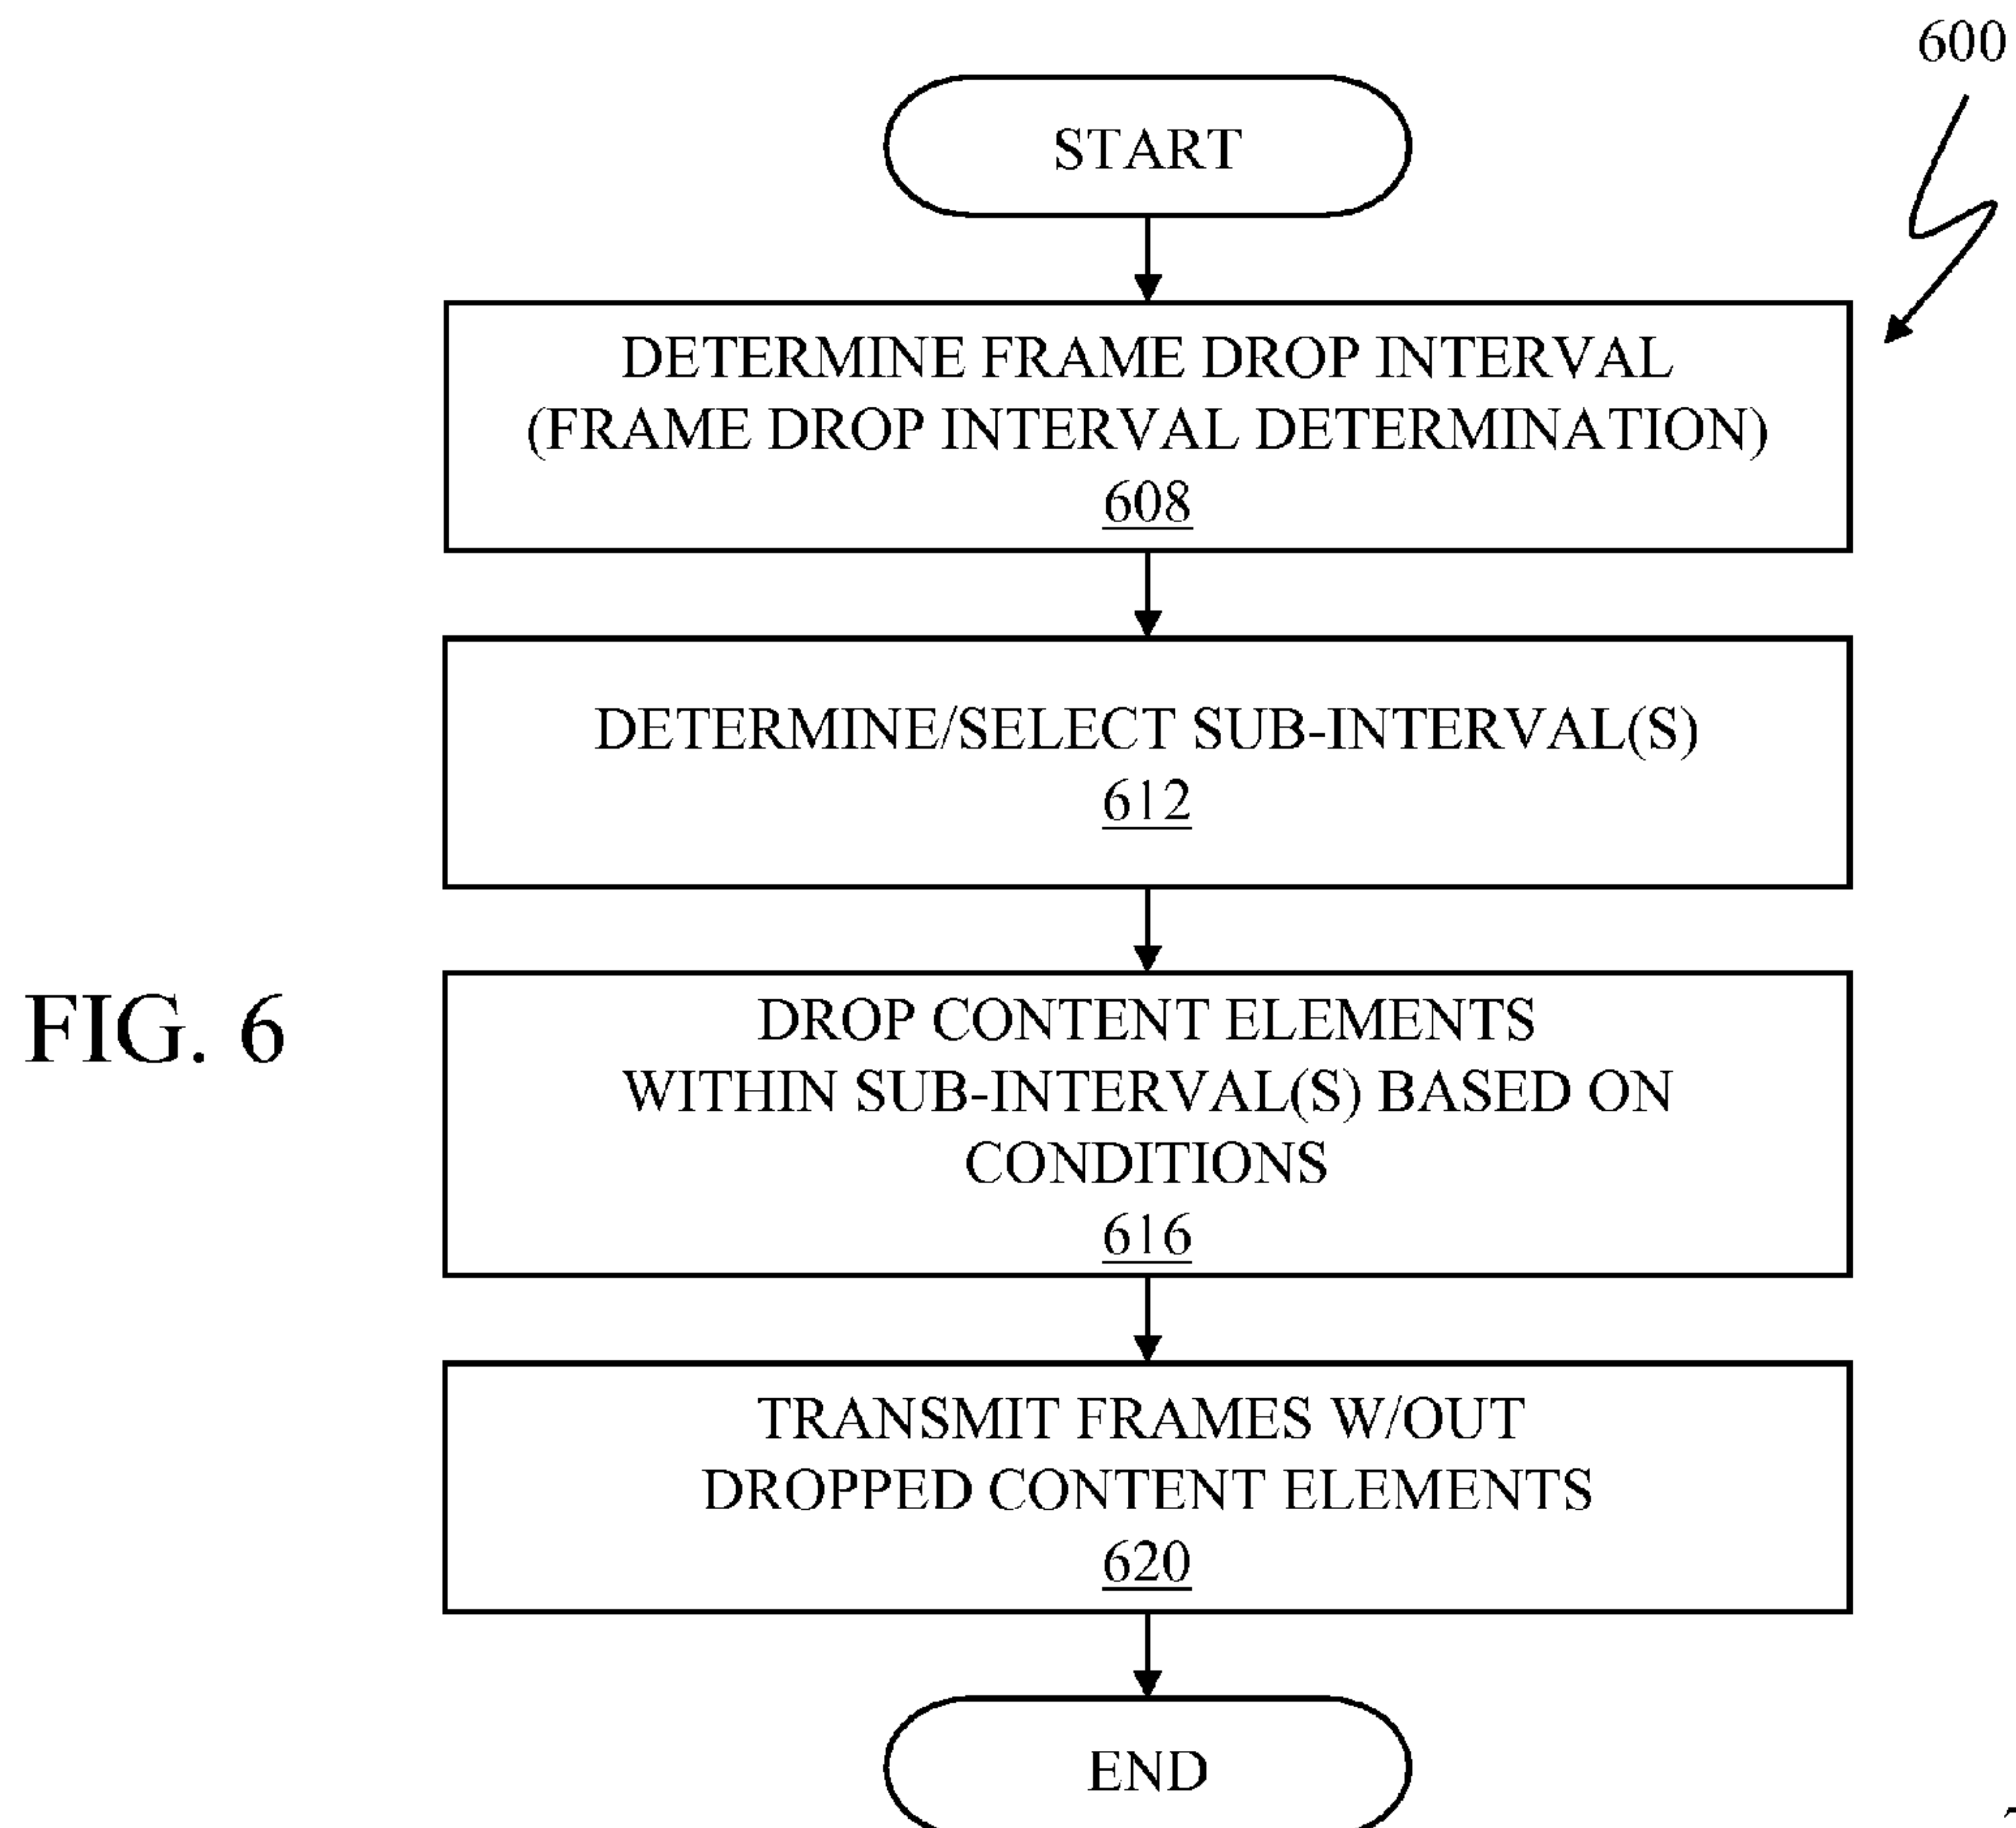 600
START
DETERMINE FRAME DROP INTERVAL
(FRAME DROP INTERVAL DETERMINATION)
608
DETERMINE/SELECT SUB-INTERVAL(S)
612
DROP CONTENT ELEMENTS
WITHIN SUB-INTERVAL(S) BASED ON
CONDITIONS
616
FIG. 6
TRANSMIT FRAMES W/OUT
DROPPED CONTENT ELEMENTS
620
END